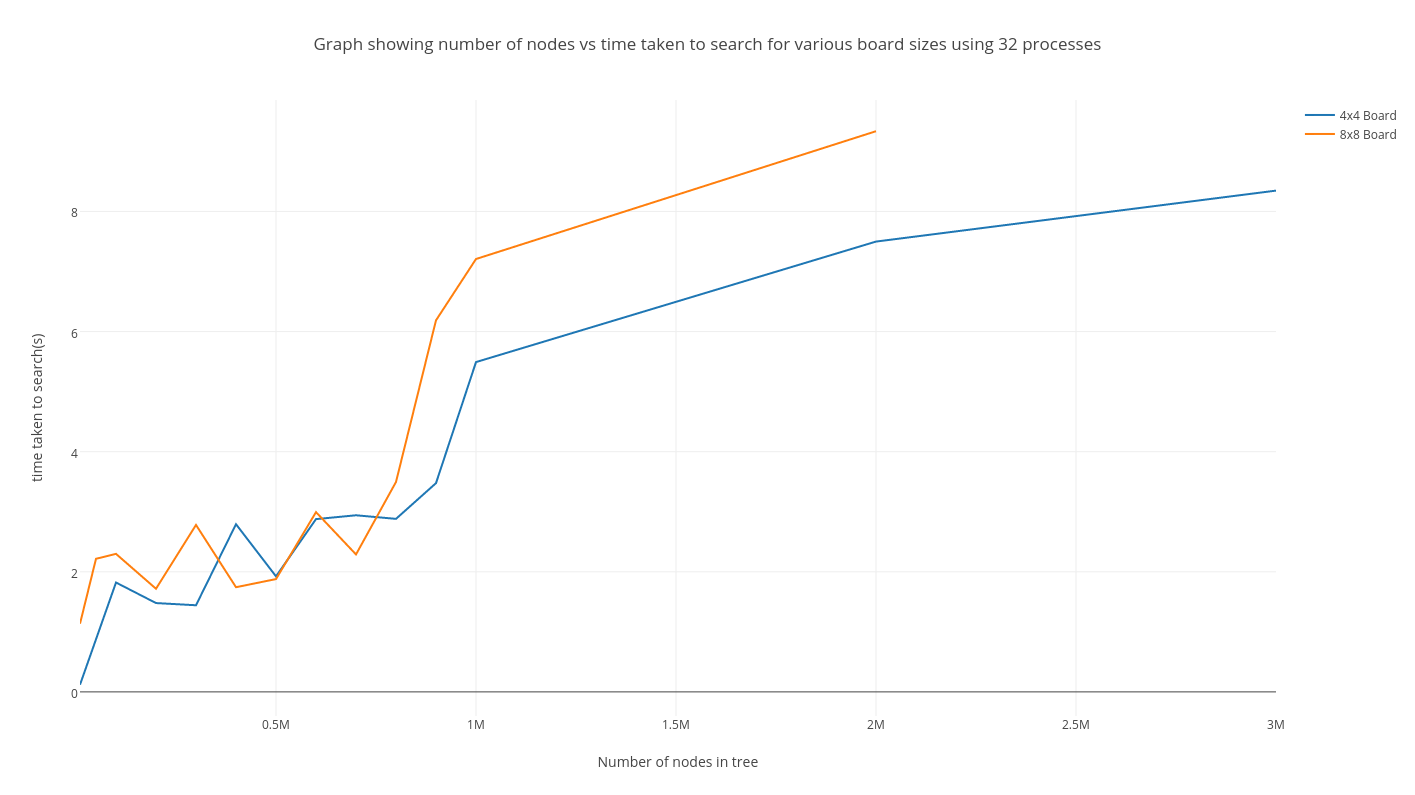 Graph showing number of nodes vs time taken to search for various board sizes using 32 processes
4x4 Board
8x8 Board
time taken to search(s)
8
6
4
2
0
0.5M
1M
1.5M
2M
2.5M
3M
Number of nodes in tree